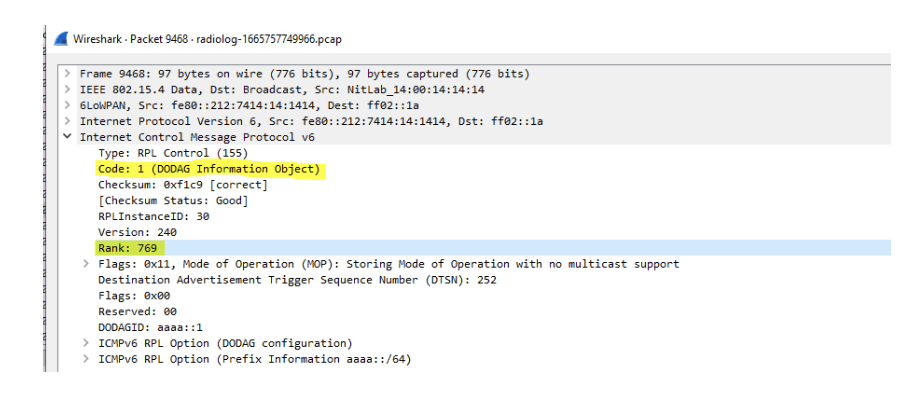 Wireshark · Packet 9468 · radiolog-1665757749966.pcap
> Frame 9468: 97 bytes on wire (776 bits), 97 bytes captured (776 bits)
> IEEE 802.15.4 Data, Dst: Broadcast, Src: NitLab_14:00:14:14:14
> 6LoWPAN, Src: fe80::212:7414:14:1414, Dest: ff02::1a
> Internet Protocol Version 6, Src: fe80::212:7414:14:1414, Dst: ff02::1a
Internet Control Message Protocol v6
Type: RPL Control (155)
Code: 1 (DODAG Information Object)
Checksum: 0xf1c9 [correct]
[Checksum Status: Good]
RPLInstanceID: 30
Version: 240
Rank: 769
> Flags: 0x11, Mode of Operation (MOP): Storing Mode of Operation with no multicast support
Destination Advertisement Trigger Sequence Number (DTSN): 252
Flags: 0x00
Reserved: 00
DODAGID: aaaa::1
> ICMPv6 RPL Option (DODAG configuration)
> ICMPv6 RPL Option (Prefix Information aaaa::/64)